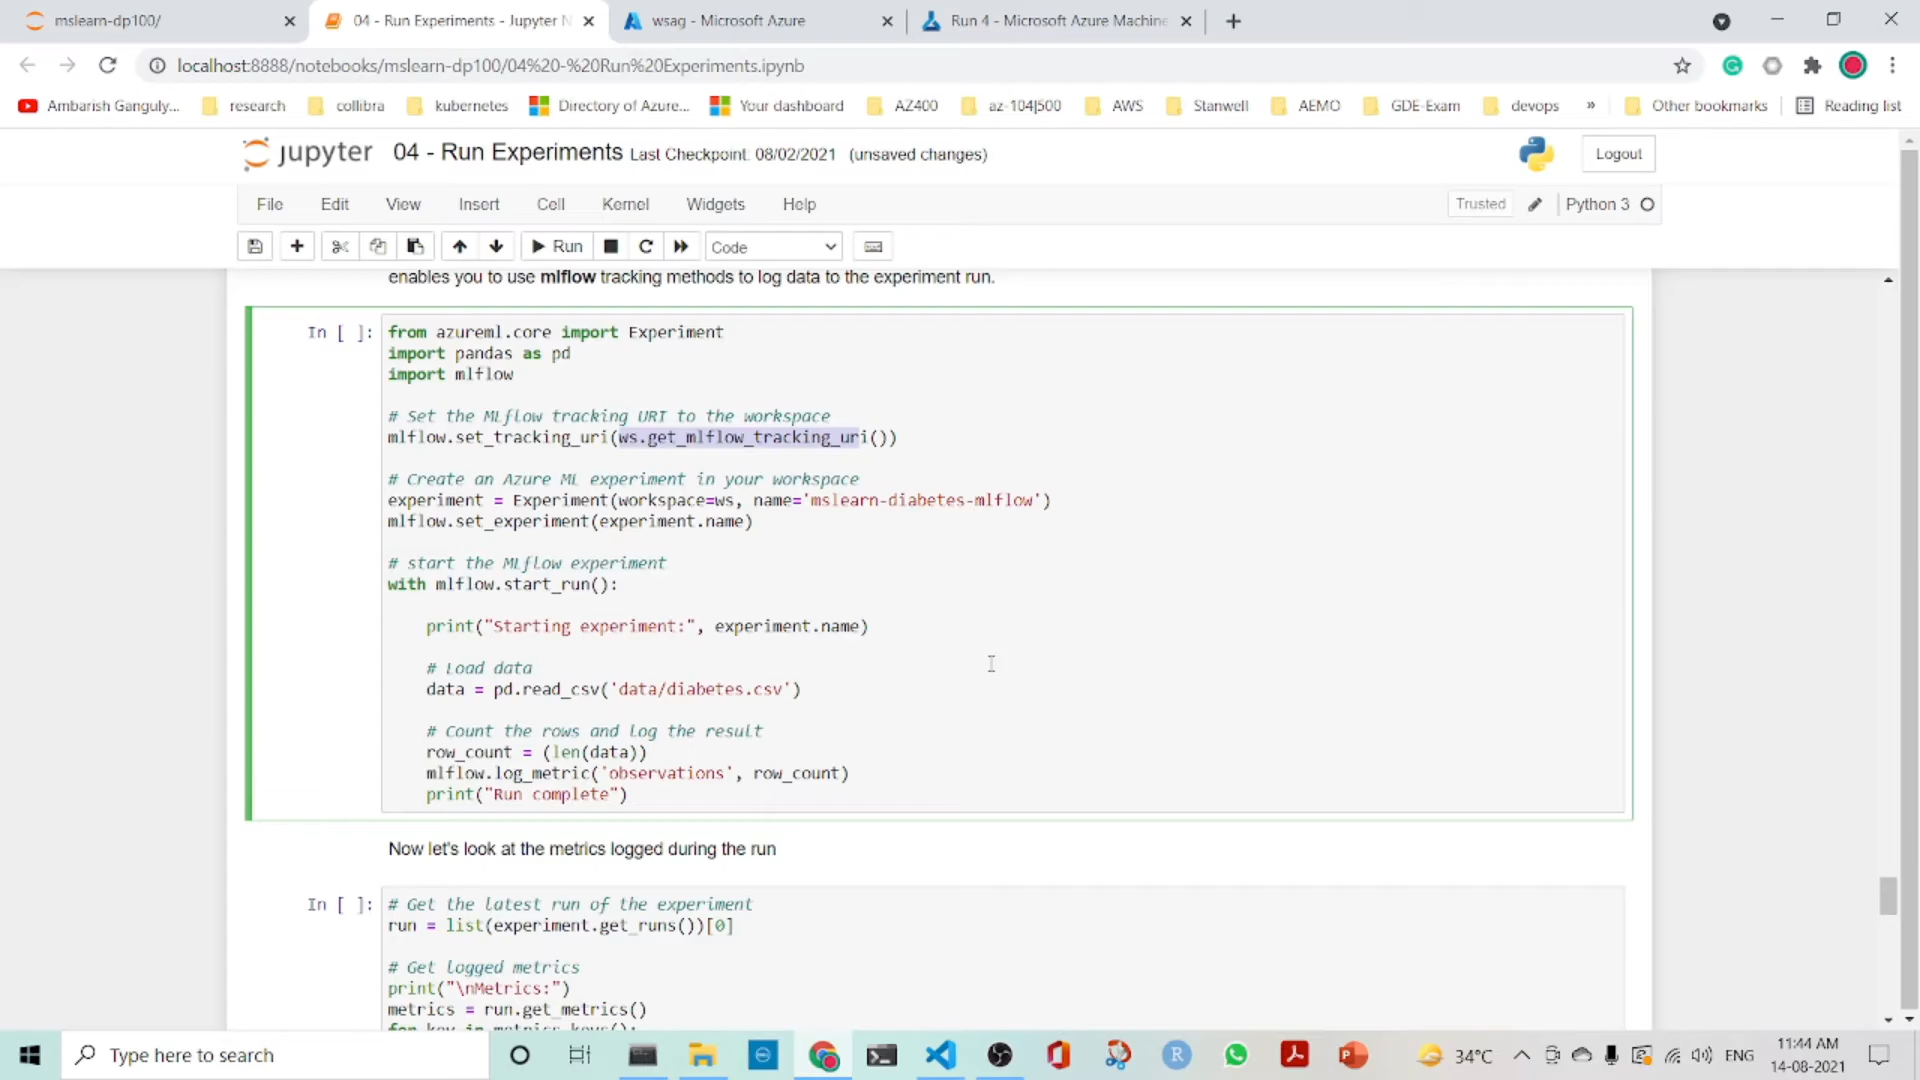 mslearn-dp100/
04 - Run Experiments - Jupyter N
wsag - Microsoft Azure
Run 4 - Microsoft Azure Machine
localhost:8888/notebooks/mslearn-dp100/04%20-%20Run%20Experiments.ipynb
Ambarish Ganguly... research collibra kubernetes Directory of Azure... Your dashboard AZ400 az-104|500 AWS Stanwell AEMO GDE-Exam devops » Other bookmarks Reading list
jupyter 04 - Run Experiments Last Checkpoint: 08/02/2021 (unsaved changes) Logout
File Edit View Insert Cell Kernel Widgets Help Trusted Python 3
Run Code
enables you to use mlflow tracking methods to log data to the experiment run.
In [ ]: from azureml.core import Experiment
import pandas as pd
import mlflow
# Set the MLflow tracking URI to the workspace
mlflow.set_tracking_uri(ws.get_mlflow_tracking_uri())
# Create an Azure ML experiment in your workspace
experiment = Experiment(workspace=ws, name='mslearn-diabetes-mlflow')
mlflow.set_experiment(experiment.name)
# start the MLflow experiment
with mlflow.start_run():
print("Starting experiment:", experiment.name)
# Load data
data = pd.read_csv('data/diabetes.csv')
# Count the rows and log the result
row_count = (len(data))
mlflow.log_metric('observations', row_count)
print("Run complete")
Now let's look at the metrics logged during the run
In [ ]: # Get the latest run of the experiment
run = list(experiment.get_runs())[0]
# Get logged metrics
print("\nMetrics:")
metrics = run.get_metrics()
for key in metrics.keys():
Type here to search
34°C
ENG
11:44 AM
14-08-2021